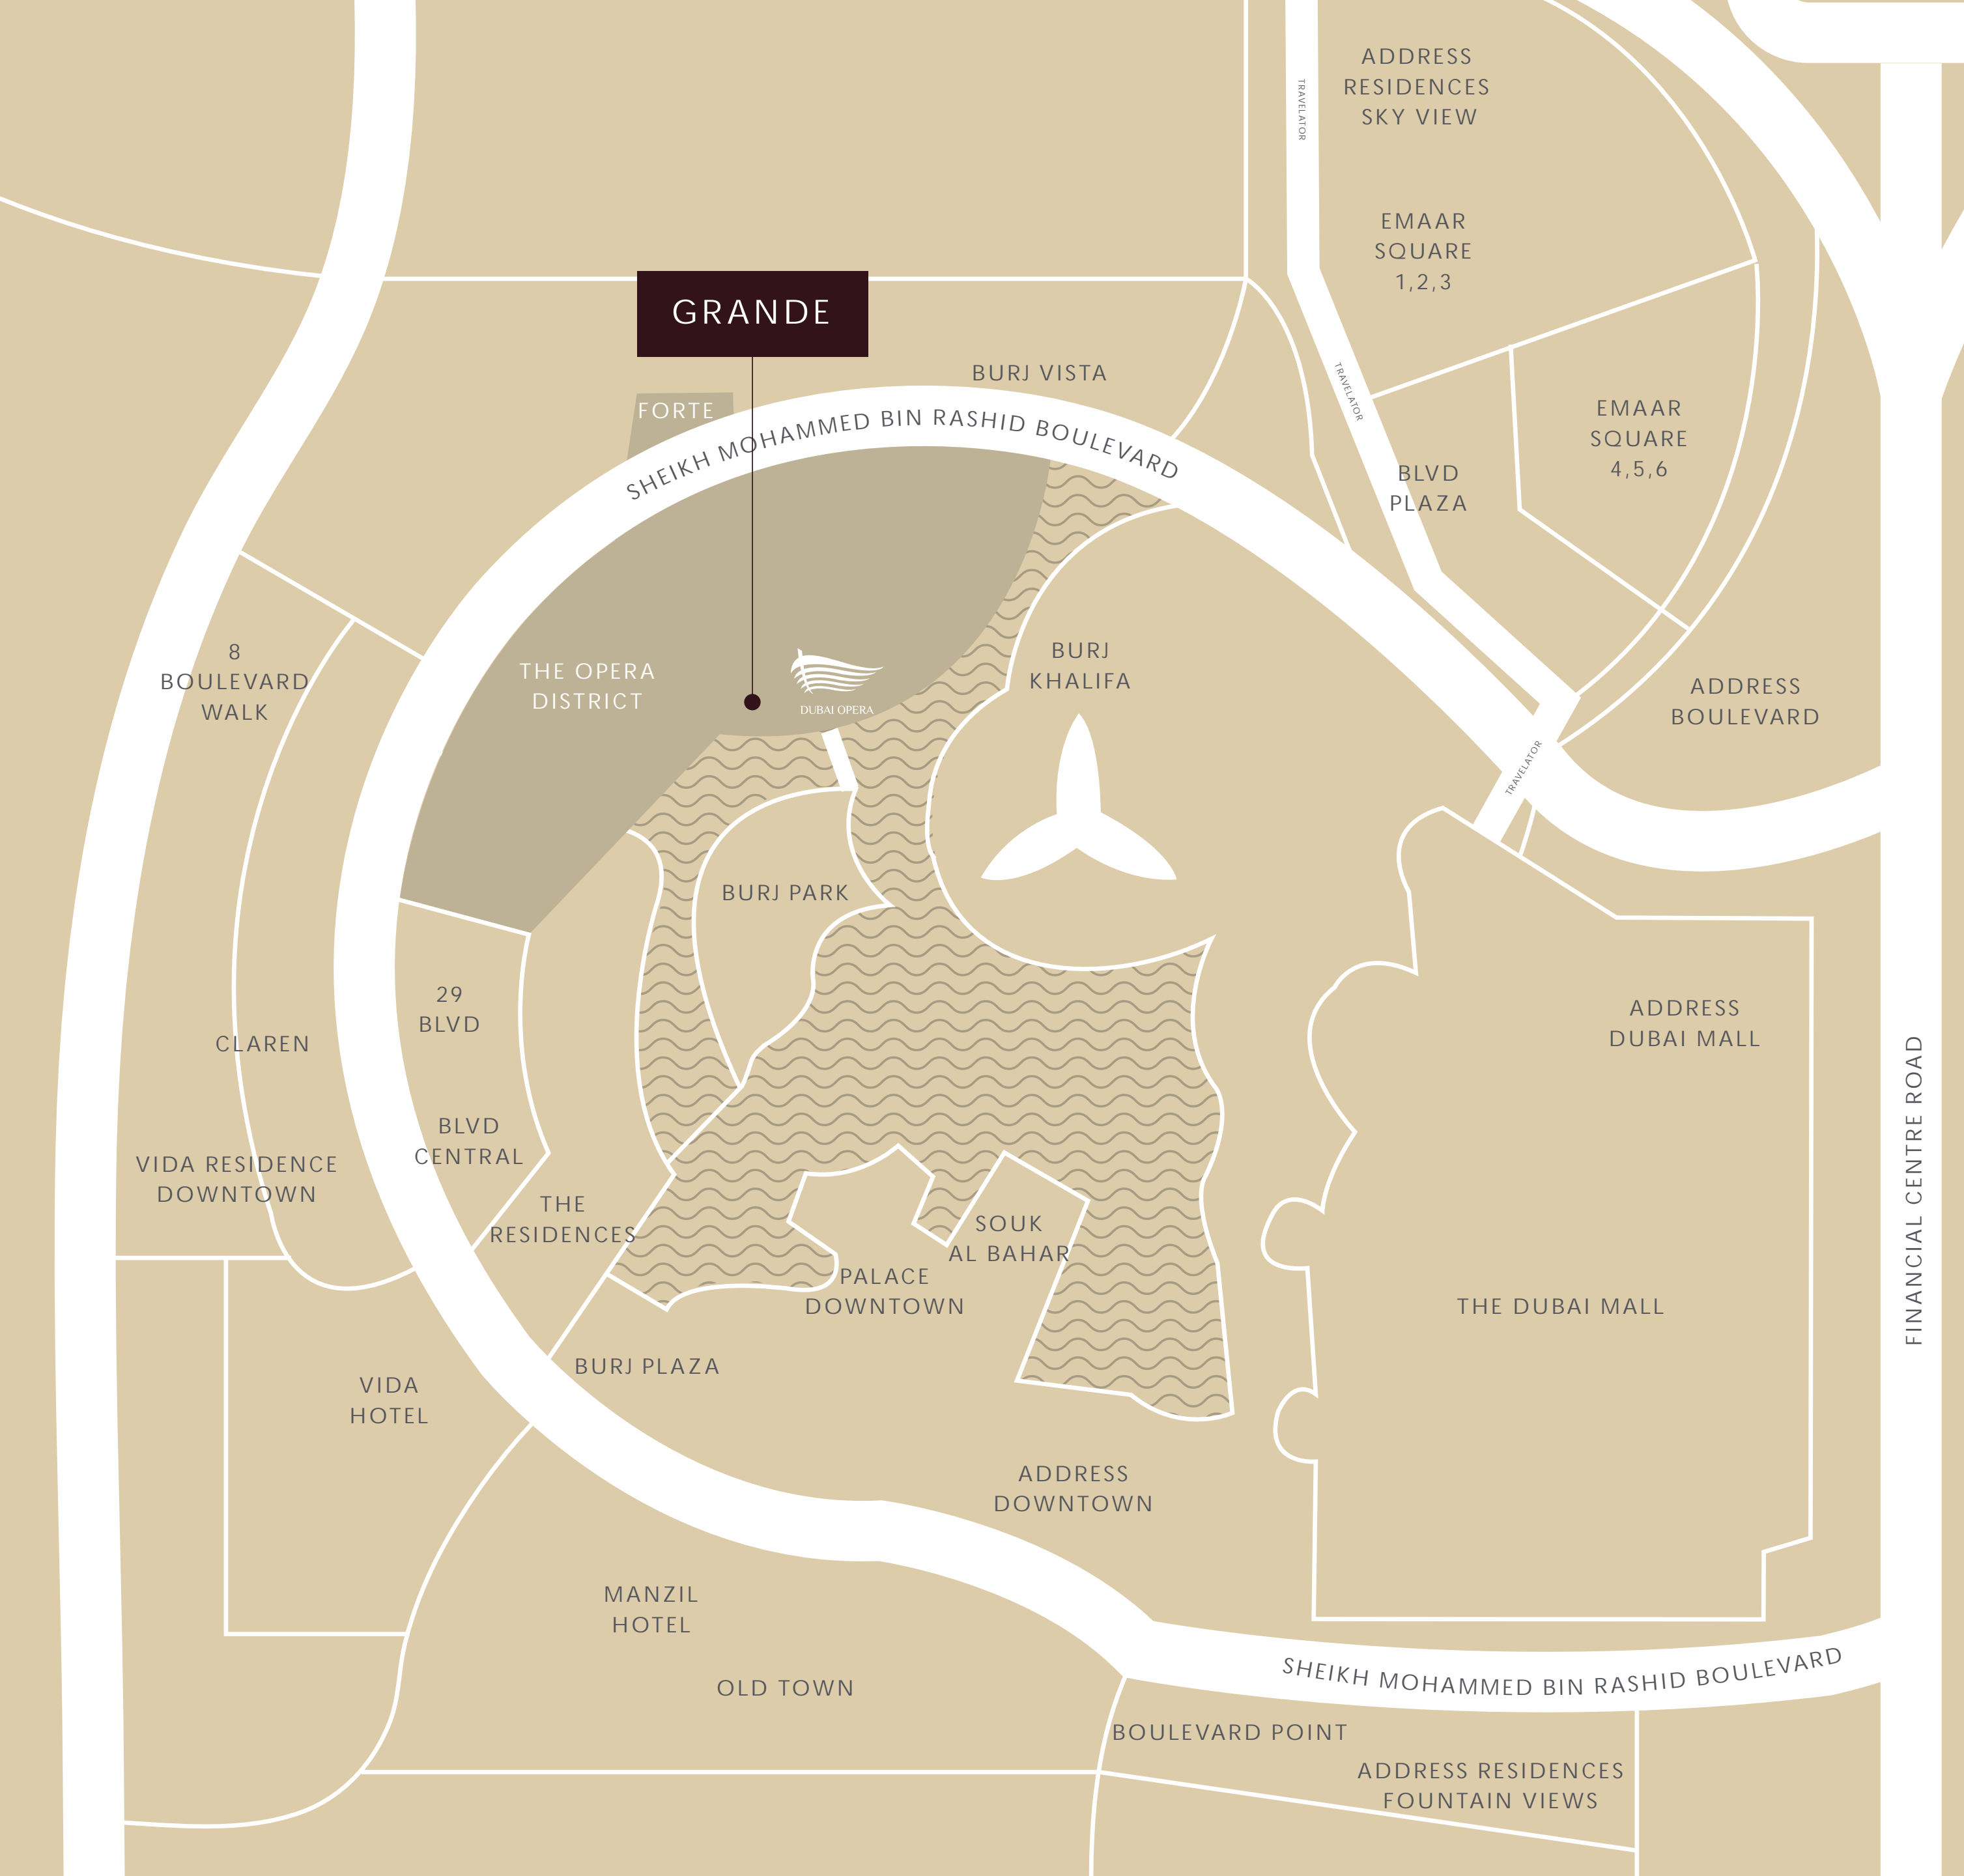 ADDRESS
RESIDENCES
SKY VIEW
TRAVELATOR
EMAAR
SQUARE
1,2,3
GRANDE
BURJ VISTA
TRAVELATOR
FORTE
SHEIKH MOHAMMED BIN RASHID BOULEVARD
EMAAR
SQUARE
4,5,6
BLVD
PLAZA
8
BOULEVARD
WALK
THE OPERA
DISTRICT
DUBAI OPERA
BURJ
KHALIFA
ADDRESS
BOULEVARD
TRAVELATOR
BURJ PARK
29
BLVD
ADDRESS
DUBAI MALL
CLAREN
FINANCIAL CENTRE ROAD
BLVD
CENTRAL
VIDA RESIDENCE
DOWNTOWN
THE
RESIDENCES
SOUK
AL BAHAR
PALACE
DOWNTOWN
THE DUBAI MALL
BURJ PLAZA
VIDA
HOTEL
ADDRESS
DOWNTOWN
MANZIL
HOTEL
OLD TOWN
SHEIKH MOHAMMED BIN RASHID BOULEVARD
BOULEVARD POINT
ADDRESS RESIDENCES
FOUNTAIN VIEWS